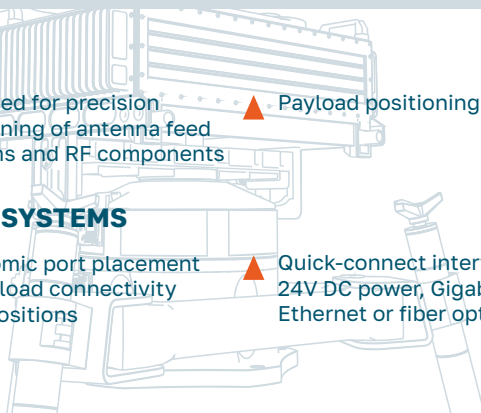 ed for precision
ning of antenna feed
ns and RF components
Payload positioning
SYSTEMS
omic port placement
load connectivity
ositions
Quick-connect inter
24V DC power, Gigab
Ethernet or fiber opt